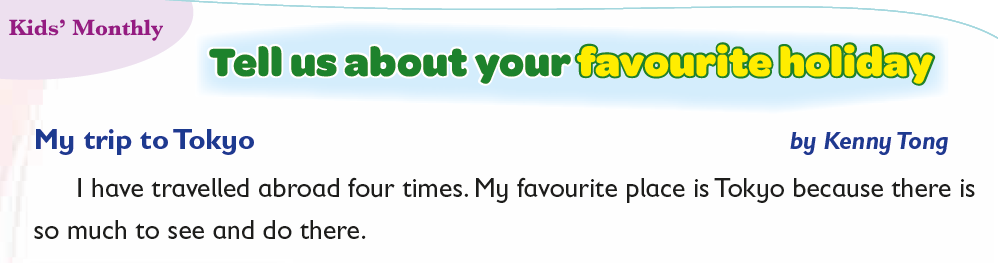 Kids' Monthly
Tell us about your favourite holiday
My trip to Tokyo
by Kenny Tong
I have travelled abroad four times. My favourite place is Tokyo because there is
so much to see and do there.